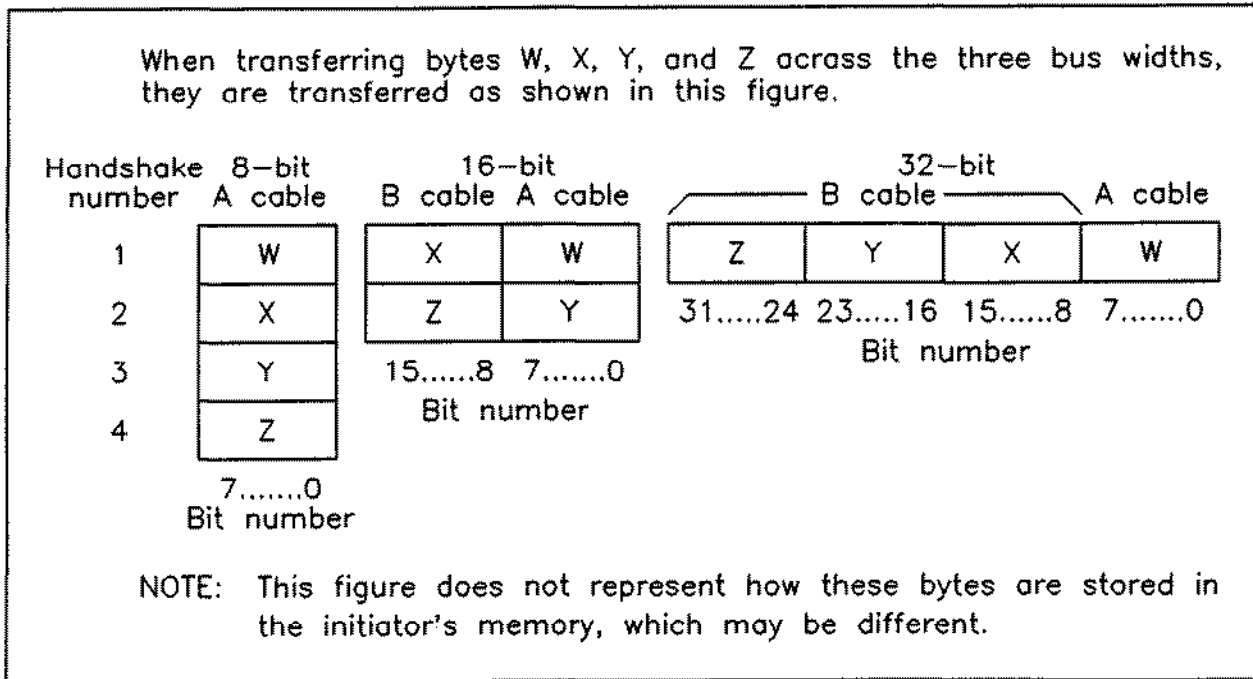 When transferring bytes W, X, Y, and Z across the three bus widths,
they are transferred as shown in this figure.
Handshake 8-bit 16-bit 32-bit
number A cable B cable A cable B cable A cable
1 W X W Z Y X W
2 X Z Y 31.....24 23.....16 15......8 7.......0
Bit number
3 Y 15......8 7.......0
Bit number
4 Z
7.......0
Bit number
NOTE: This figure does not represent how these bytes are stored in
the initiator's memory, which may be different.